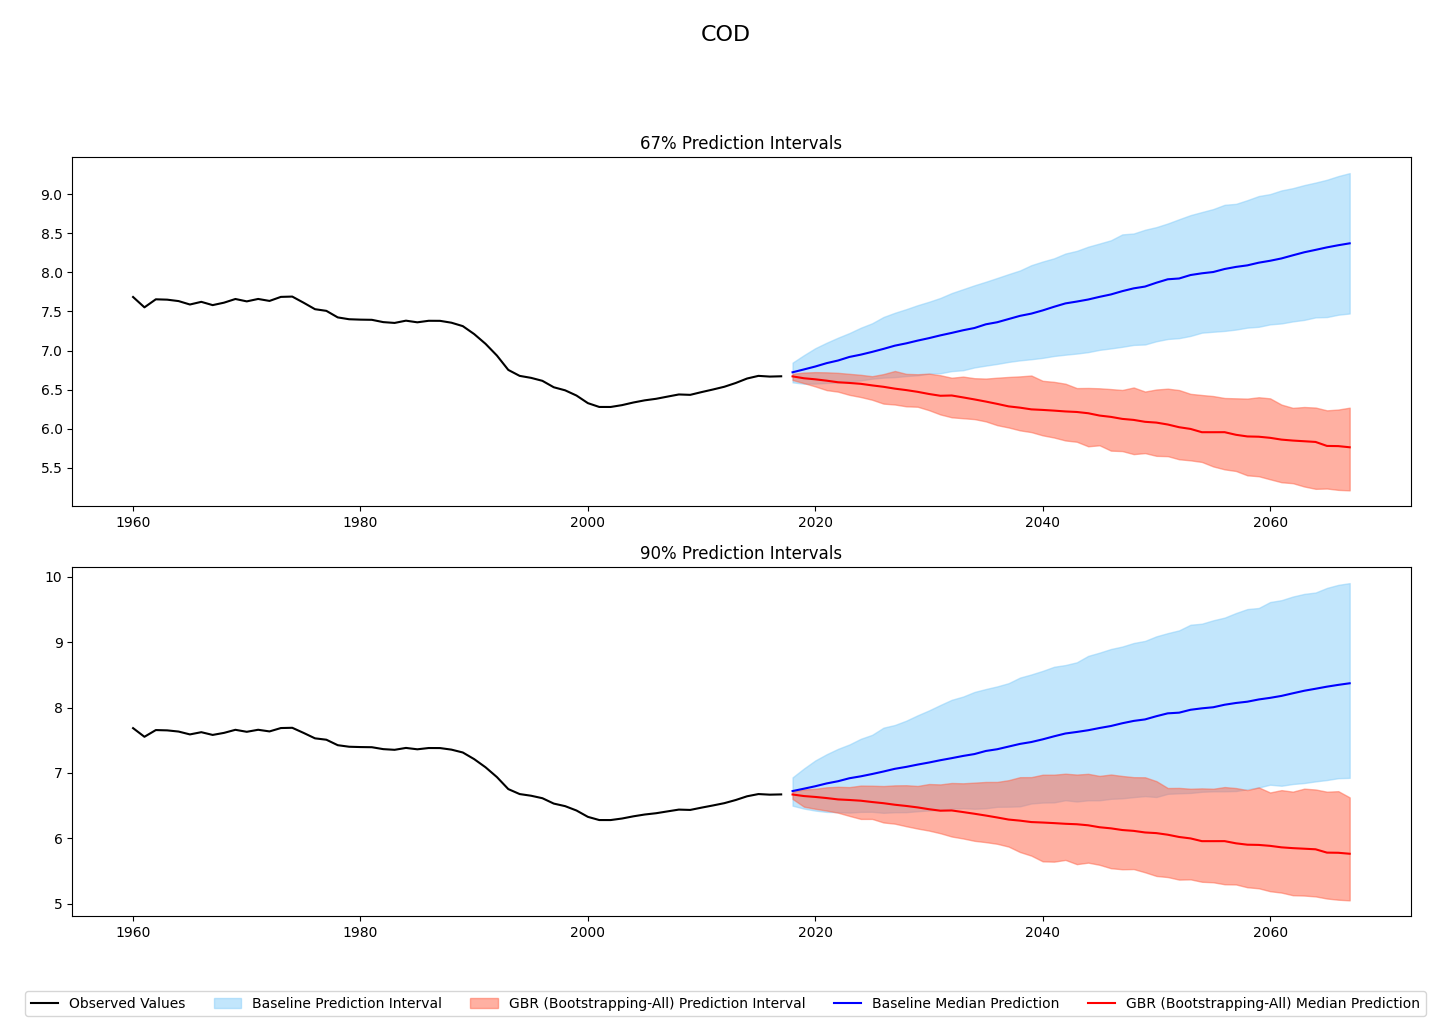 COD
67% Prediction Intervals
9.0
8.5
8.0
7.5
7.0
6.5
6.0
5.5
1960 1980 2000 2020 2040 2060
90% Prediction Intervals
10
9
8
7
6
5
1960 1980 2000 2020 2040 2060
Observed Values Baseline Prediction Interval GBR (Bootstrapping-All) Prediction Interval Baseline Median Prediction GBR (Bootstrapping-All) Median Prediction